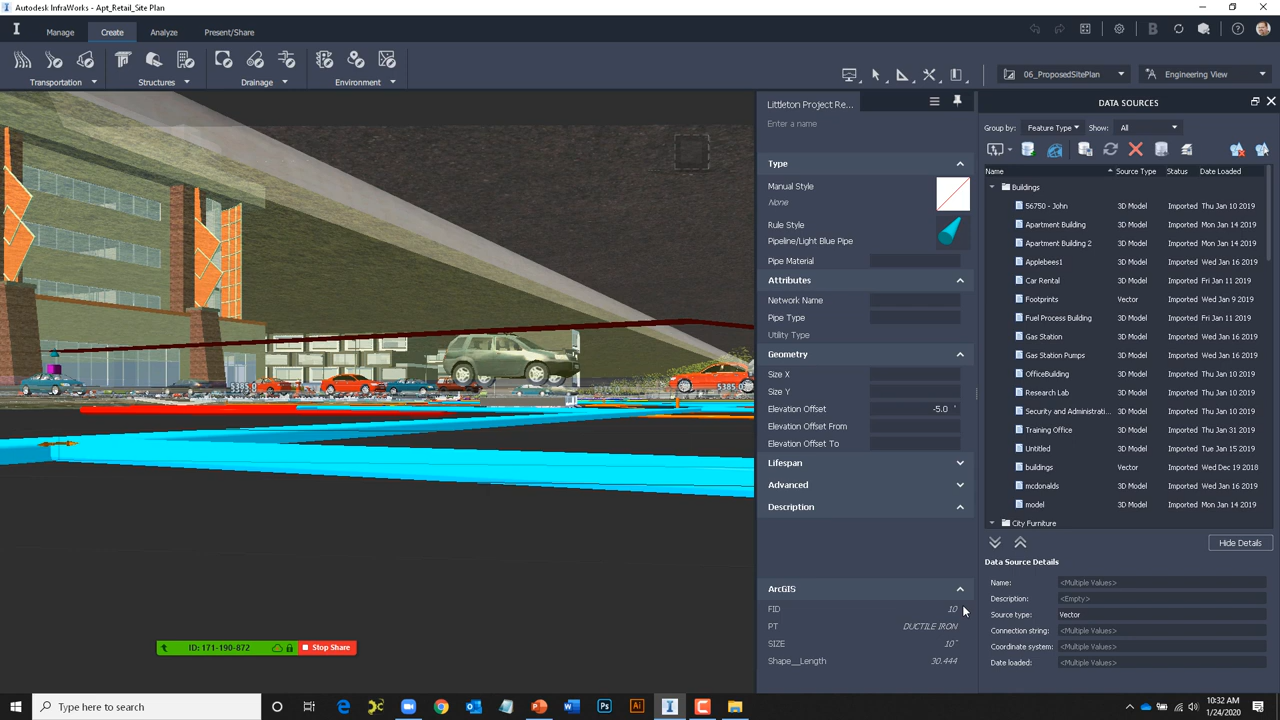 Autodesk InfraWorks - Apt_Retail_Site Plan
Manage Create Analyze Present/Share
Transportation Structures Drainage Environment
06_ProposedSitePlan Engineering View
Littleton Project Re...
Enter a name
Type
Manual Style
None
Rule Style
Pipeline/Light Blue Pipe
Pipe Material
Attributes
Network Name
Pipe Type
Utility Type
Geometry
Size X
Size Y
Elevation Offset -5.0 '
Elevation Offset From
Elevation Offset To
Lifespan
Advanced
Description
ArcGIS
FID 10
PT DUCTILE IRON
SIZE 10"
Shape__Length 30.444
DATA SOURCES
Group by: Feature Type Show: All
Name Source Type Status Date Loaded
Buildings
56750 - John 3D Model Imported Thu Jan 10 2019
Apartment Building 3D Model Imported Mon Jan 14 2019
Apartment Building 2 3D Model Imported Mon Jan 14 2019
Applebees1 3D Model Imported Wed Jan 16 2019
Car Rental 3D Model Imported Fri Jan 11 2019
Footprints Vector Imported Wed Jan 9 2019
Fuel Process Building 3D Model Imported Fri Jan 11 2019
Gas Station 3D Model Imported Mon Jan 14 2019
Gas Station Pumps 3D Model Imported Mon Jan 14 2019
OfficeBuilding 3D Model Imported Thu Jan 10 2019
Research Lab 3D Model Imported Thu Jan 10 2019
Security and Administrati... 3D Model Imported Thu Jan 10 2019
Training Office 3D Model Imported Thu Jan 31 2019
Untitled 3D Model Imported Tue Jan 15 2019
buildings Vector Imported Wed Dec 19 2018
mcdonalds 3D Model Imported Wed Jan 16 2019
model 3D Model Imported Mon Jan 14 2019
City Furniture
Hide Details
Data Source Details
Name: <Multiple Values>
Description: <Empty>
Source type: Vector
Connection string: <Multiple Values>
Coordinate system: <Multiple Values>
Date loaded: <Multiple Values>
5385.0
5385.0
ID: 171-190-872 Stop Share
Type here to search
10:32 AM
1/24/2020